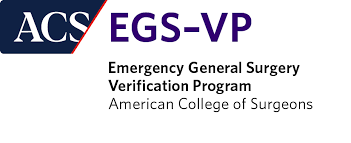 ACS EGS-VP
Emergency General Surgery
Verification Program
American College of Surgeons